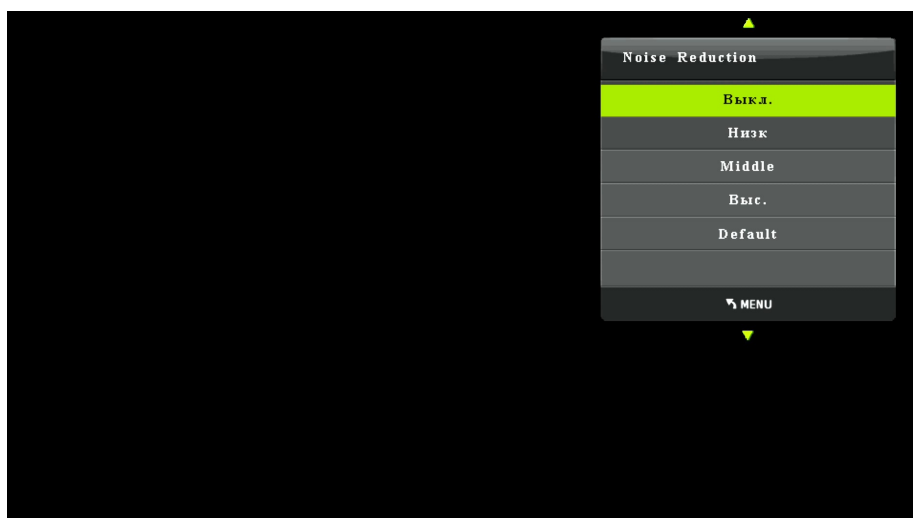 Noise Reduction
Выкл.
Низк
Middle
Выс.
Default
MENU